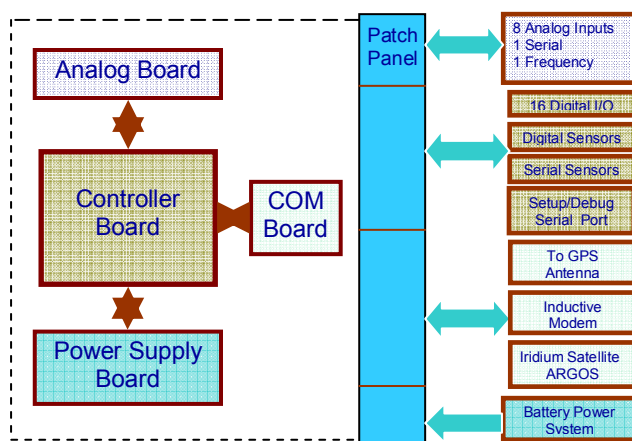 Analog Board
Controller
Board
COM
Board
Power Supply
Board
Patch
Panel
8 Analog Inputs
1 Serial
1 Frequency
16 Digital I/O
Digital Sensors
Serial Sensors
Setup/Debug
Serial Port
To GPS
Antenna
Inductive
Modem
Iridium Satellite
ARGOS
Battery Power
System